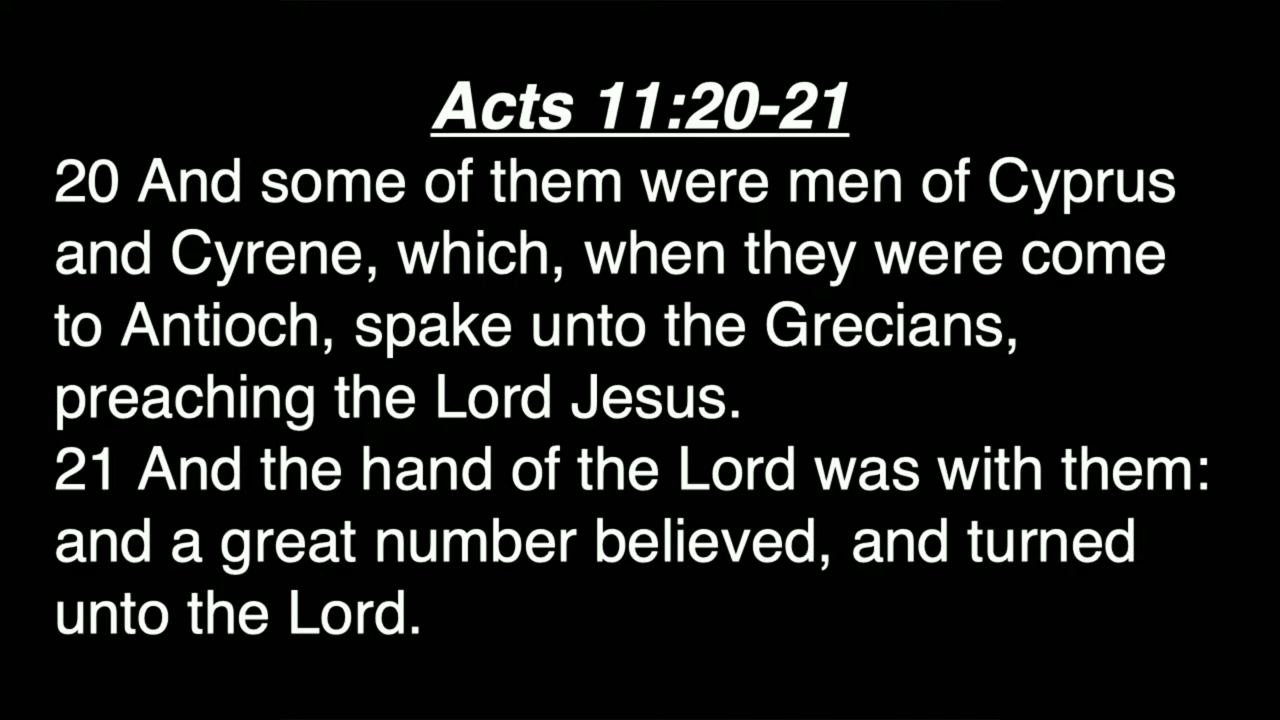 Acts 11:20-21
20 And some of them were men of Cyprus
and Cyrene, which, when they were come
to Antioch, spake unto the Grecians,
preaching the Lord Jesus.
21 And the hand of the Lord was with them:
and a great number believed, and turned
unto the Lord.